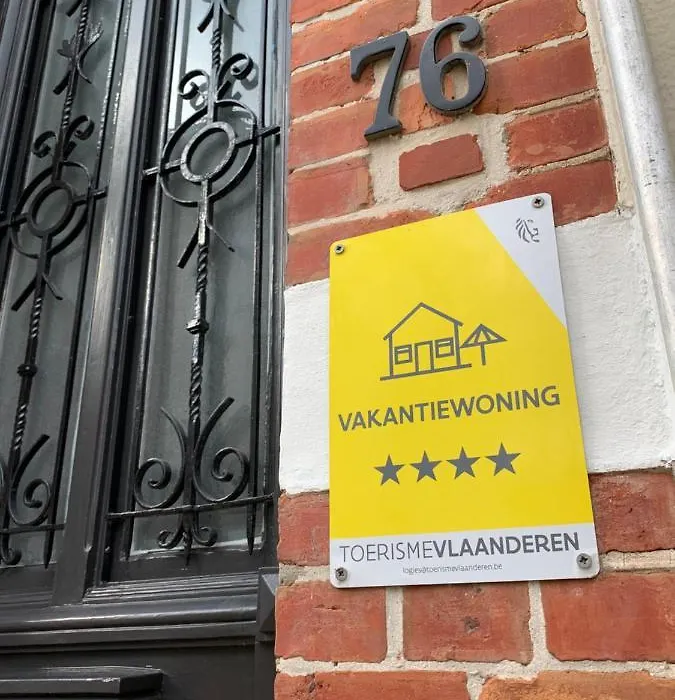 76
VAKANTIEWONING
TOERISMEVLAANDEREN
logies@toerismevlaanderen.be